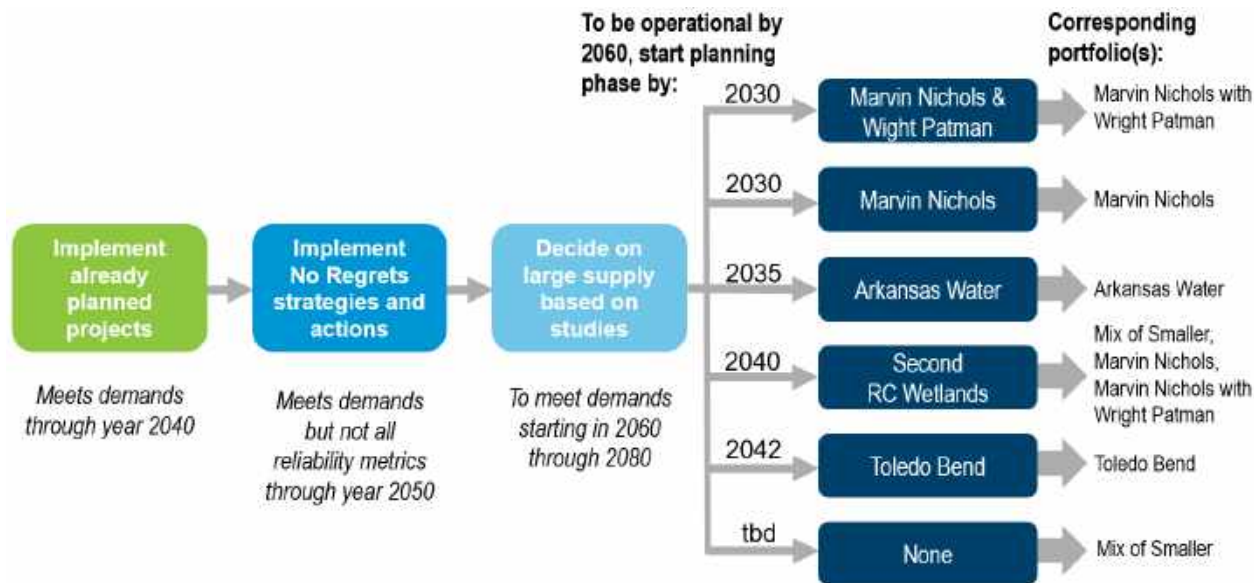 To be operational by
2060, start planning
phase by:
Corresponding
portfolio(s):
Implement
already
planned
projects
Meets demands
through year 2040
Implement
No Regrets
strategies and
actions
Meets demands
but not all
reliability metrics
through year 2050
Decide on
large supply
based on
studies
To meet demands
starting in 2060
through 2080
2030
Marvin Nichols &
Wight Patman
Marvin Nichols with
Wright Patman
2030
Marvin Nichols
Marvin Nichols
2035
Arkansas Water
Arkansas Water
2040
Second
RC Wetlands
Mix of Smaller,
Marvin Nichols,
Marvin Nichols with
Wright Patman
2042
Toledo Bend
Toledo Bend
tbd
None
Mix of Smaller